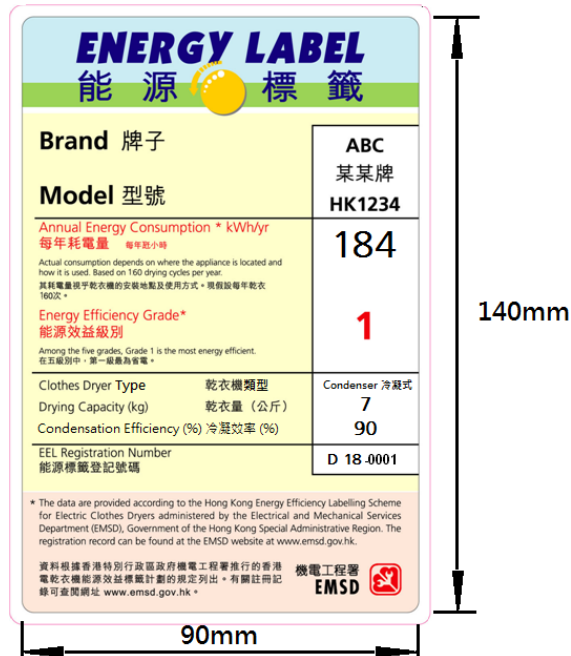 ENERGY LABEL
能源標籤
Brand 牌子
ABC
某某牌
Model 型號
HK1234
Annual Energy Consumption * kWh/yr
每年耗電量 每年跑小時
184
Actual consumption depends on where the appliance is located and
how it is used. Based on 160 drying cycles per year.
其耗電量視乎乾衣機的安裝地點及使用方式。現假設每年乾衣
160次。
Energy Efficiency Grade*
能源效益級別
1
Among the five grades, Grade 1 is the most energy efficient.
在五級別中，第一級最為省電。
Clothes Dryer Type 乾衣機類型 Condenser 冷凝式
Drying Capacity (kg) 乾衣量（公斤） 7
Condensation Efficiency (%) 冷凝效率 (%) 90
EEL Registration Number
能源標籤登記號碼
D 18-0001
* The data are provided according to the Hong Kong Energy Efficiency Labelling Scheme
for Electric Clothes Dryers administered by the Electrical and Mechanical Services
Department (EMSD), Government of the Hong Kong Special Administrative Region. The
registration record can be found at the EMSD website at www.emsd.gov.hk.
資料根據香港特別行政區政府機電工程署推行的香港
電乾衣機能源效益標籤計劃的規定列出。有關註冊記
錄可查閱網址 www.emsd.gov.hk。
機電工程署
EMSD
140mm
90mm